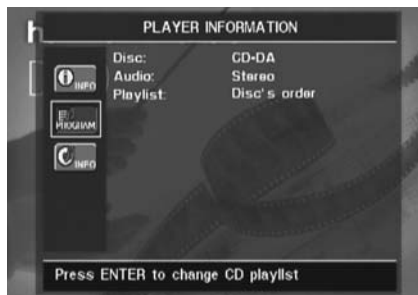 h
PLAYER INFORMATION
Disc: CD-DA
Audio: Stereo
Playlist: Disc's order
INFO
PROGRAM
INFO
Press ENTER to change CD playlist